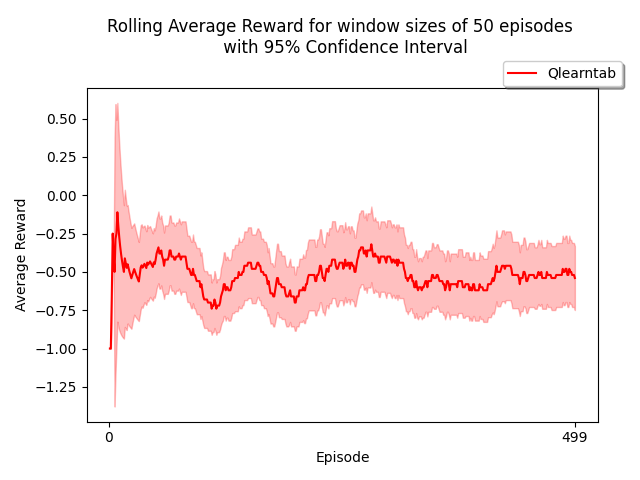 Rolling Average Reward for window sizes of 50 episodes
with 95% Confidence Interval
Qlearntab
0.50
0.25
0.00
−0.25
−0.50
−0.75
−1.00
−1.25
Average Reward
0
499
Episode